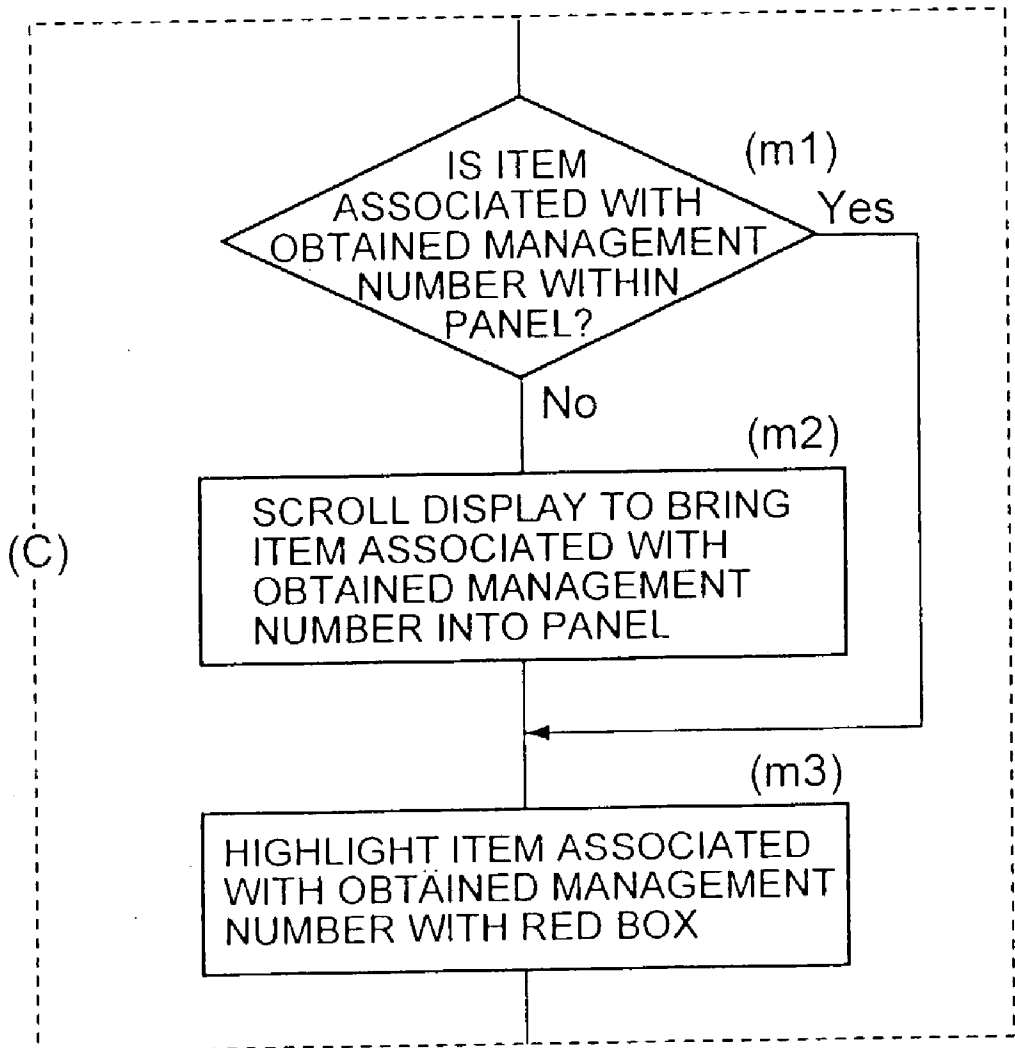 (m1)
IS ITEM
ASSOCIATED WITH
OBTAINED MANAGEMENT
NUMBER WITHIN
PANEL?
Yes
No
(m2)
SCROLL DISPLAY TO BRING
ITEM ASSOCIATED WITH
OBTAINED MANAGEMENT
NUMBER INTO PANEL
(C)
(m3)
HIGHLIGHT ITEM ASSOCIATED
WITH OBTAINED MANAGEMENT
NUMBER WITH RED BOX